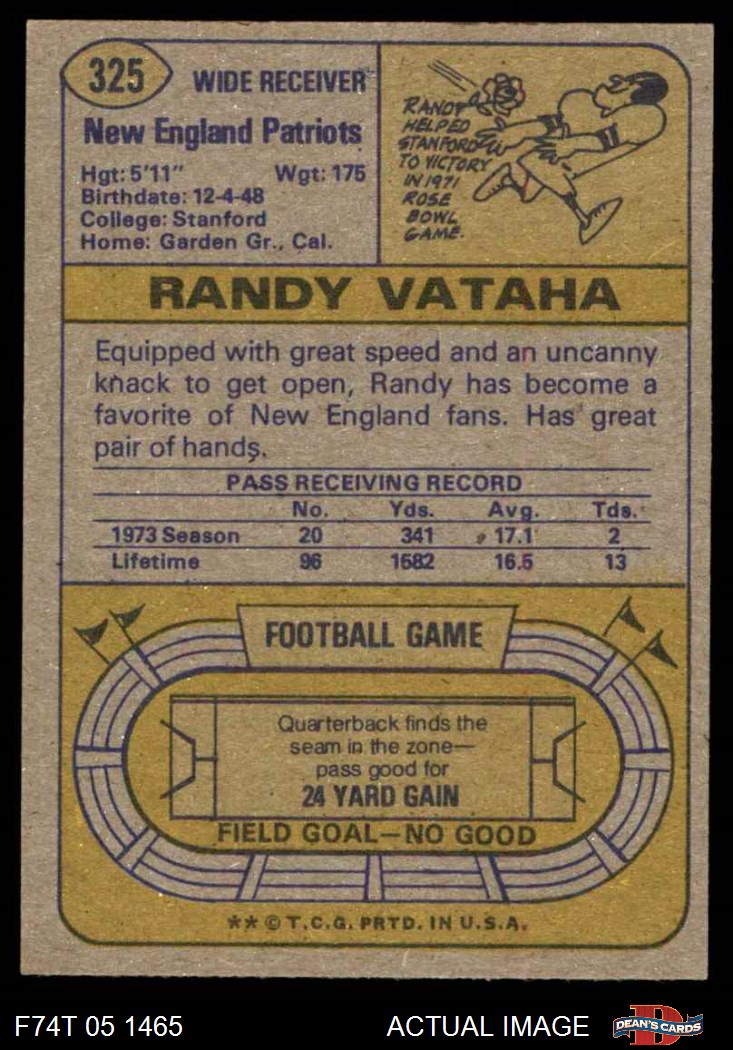 325
WIDE RECEIVER
New England Patriots
Hgt: 5'11" Wgt: 175
Birthdate: 12-4-48
College: Stanford
Home: Garden Gr., Cal.
RANDY
HELPED
STANFORD
TO VICTORY
IN 1971
ROSE
BOWL
GAME.
RANDY VATAHA
Equipped with great speed and an uncanny
knack to get open, Randy has become a
favorite of New England fans. Has great
pair of hands.
PASS RECEIVING RECORD
No. Yds. Avg. Tds.
1973 Season 20 341 17.1 2
Lifetime 96 1582 16.5 13
FOOTBALL GAME
Quarterback finds the
seam in the zone—
pass good for
24 YARD GAIN
FIELD GOAL—NO GOOD
** © T.C.G. PRTD. IN U.S.A.
F74T 05 1465
ACTUAL IMAGE
D
DEAN'S CARDS